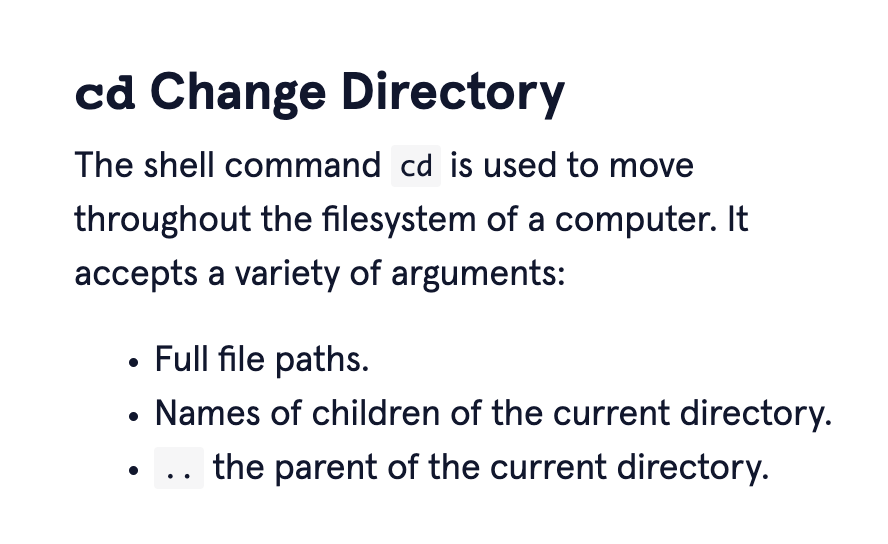 cd Change Directory
The shell command cd is used to move
throughout the filesystem of a computer. It
accepts a variety of arguments:
• Full file paths.
• Names of children of the current directory.
• .. the parent of the current directory.